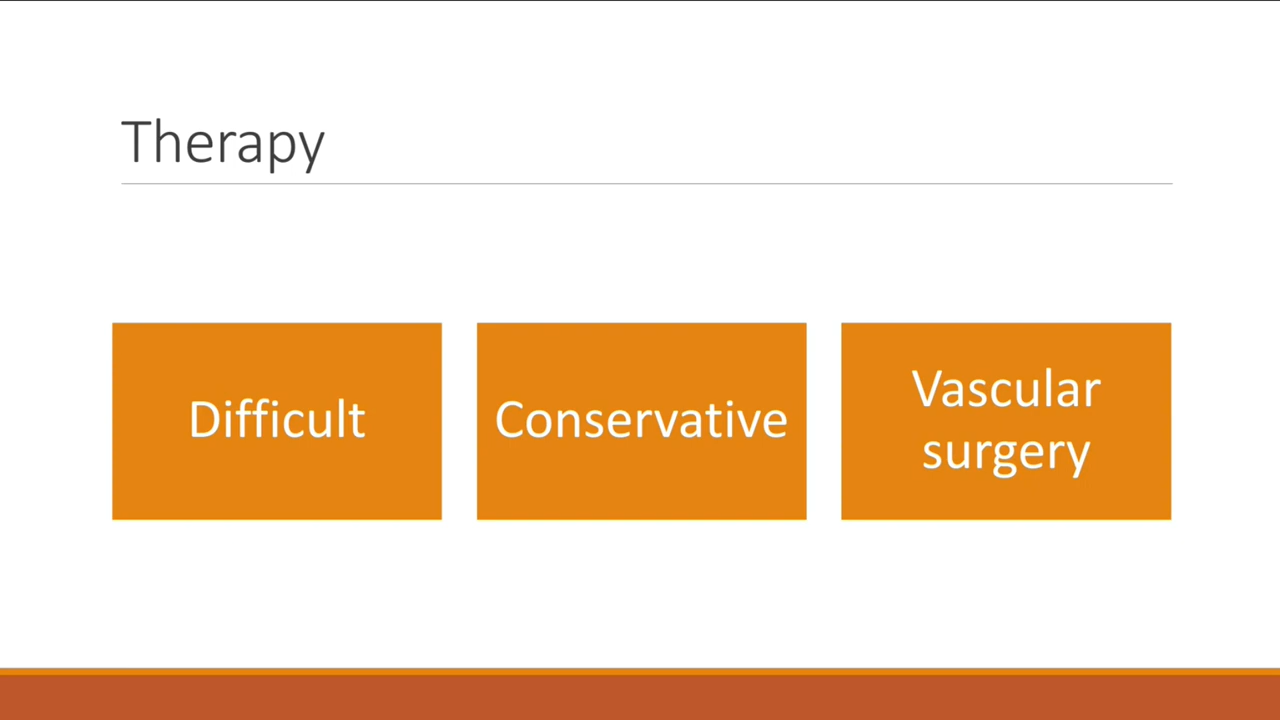 Therapy
Difficult
Conservative
Vascular
surgery